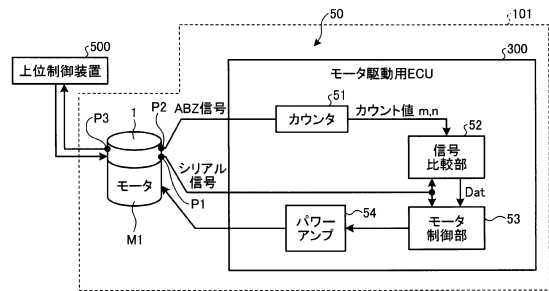 101
50
500
300
上位制御装置
モータ駆動用ECU
P3
1
P2
ABZ信号
51
カウンタ
カウント値 m,n
52
信号
比較部
シリアル
信号
モータ
P1
Dat
パワー
アンプ
54
モータ
制御部
53
M1